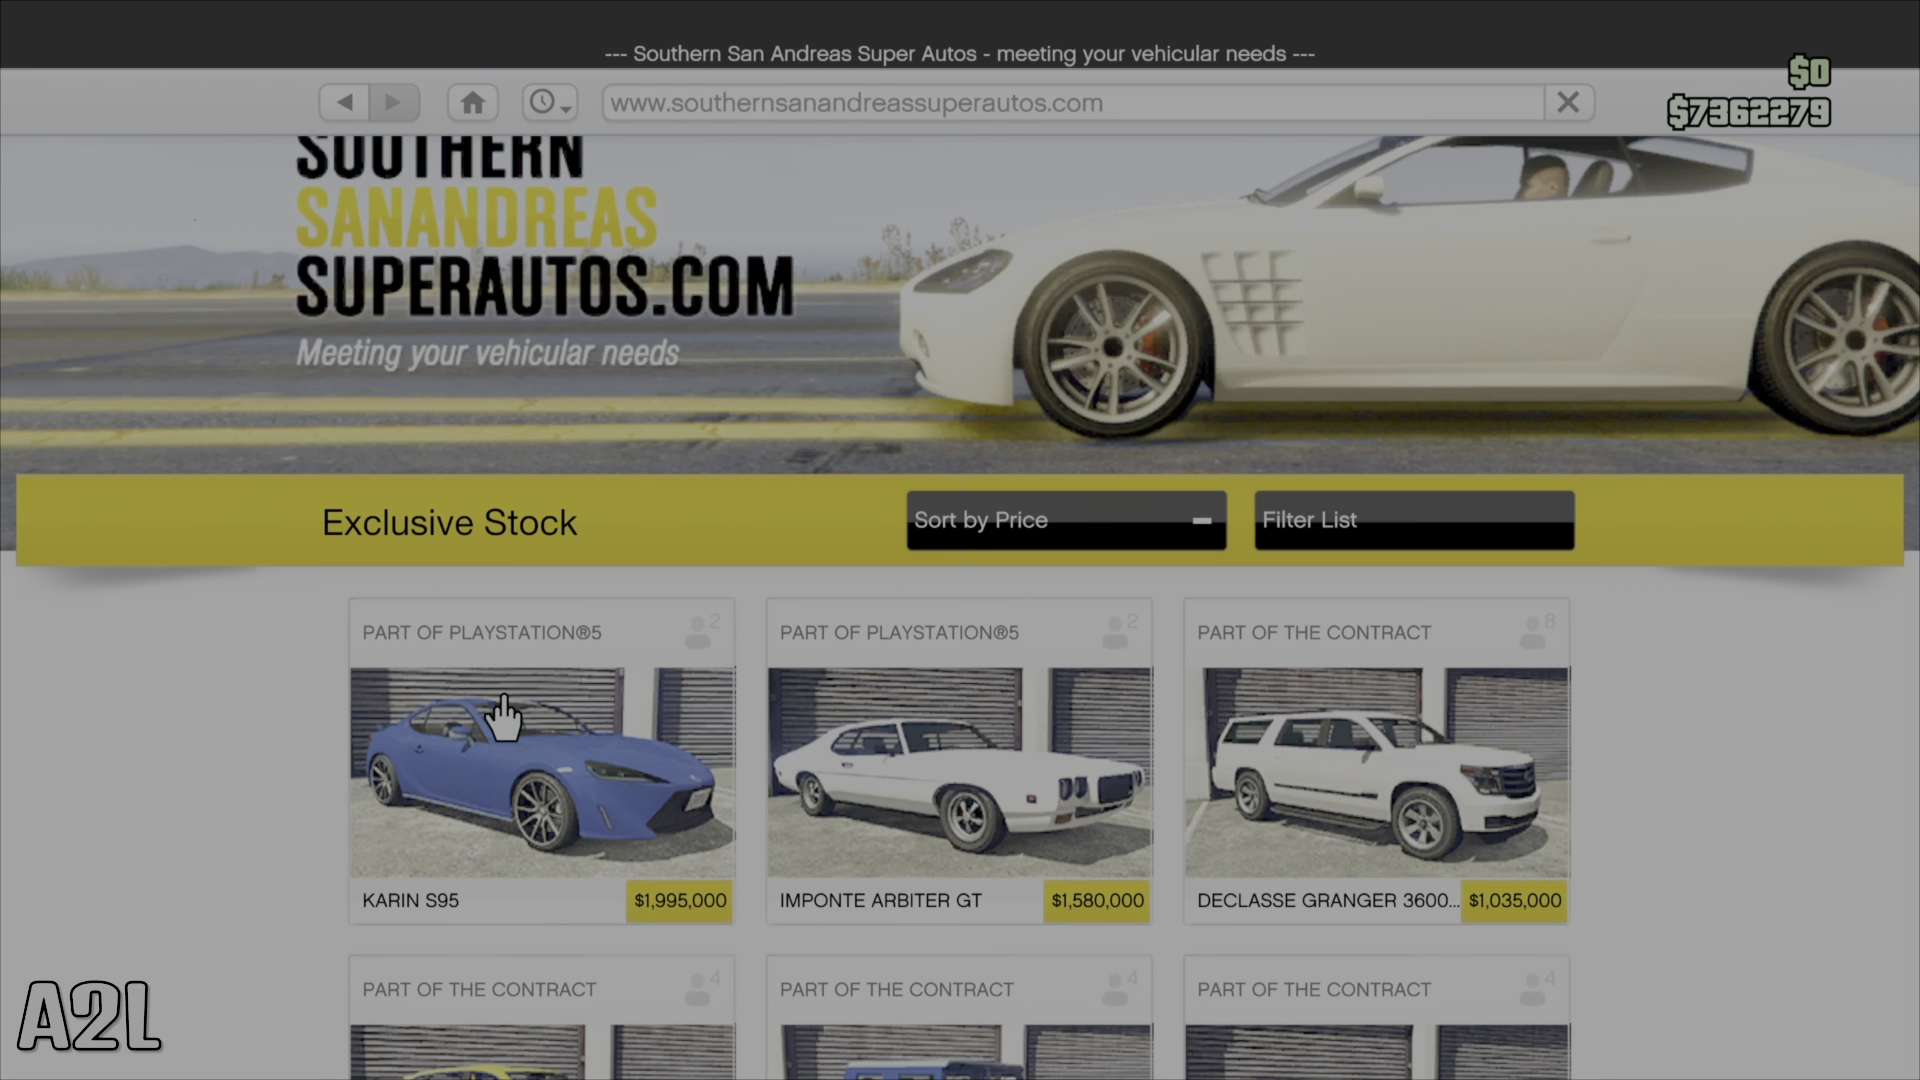 --- Southern San Andreas Super Autos - meeting your vehicular needs ---
$0
www.southernsanandreassuperautos.com
$7362279
SOUTHERN
SANANDREAS
SUPERAUTOS.COM
Meeting your vehicular needs
Exclusive Stock
Sort by Price
Filter List
PART OF PLAYSTATION®5
2
PART OF PLAYSTATION®5
2
PART OF THE CONTRACT
8
KARIN S95
$1,995,000
IMPONTE ARBITER GT
$1,580,000
DECLASSE GRANGER 3600...
$1,035,000
PART OF THE CONTRACT
4
PART OF THE CONTRACT
4
PART OF THE CONTRACT
4
A2L